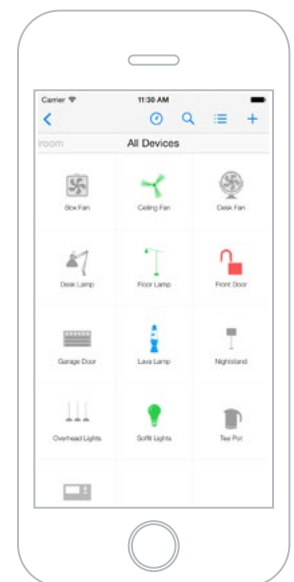 Carrier 11:30 AM
room All Devices
Box Fan Ceiling Fan Desk Fan
Desk Lamp Floor Lamp Front Door
Garage Door Lava Lamp Nightstand
Overhead Lights Soffit Lights Tea Pot